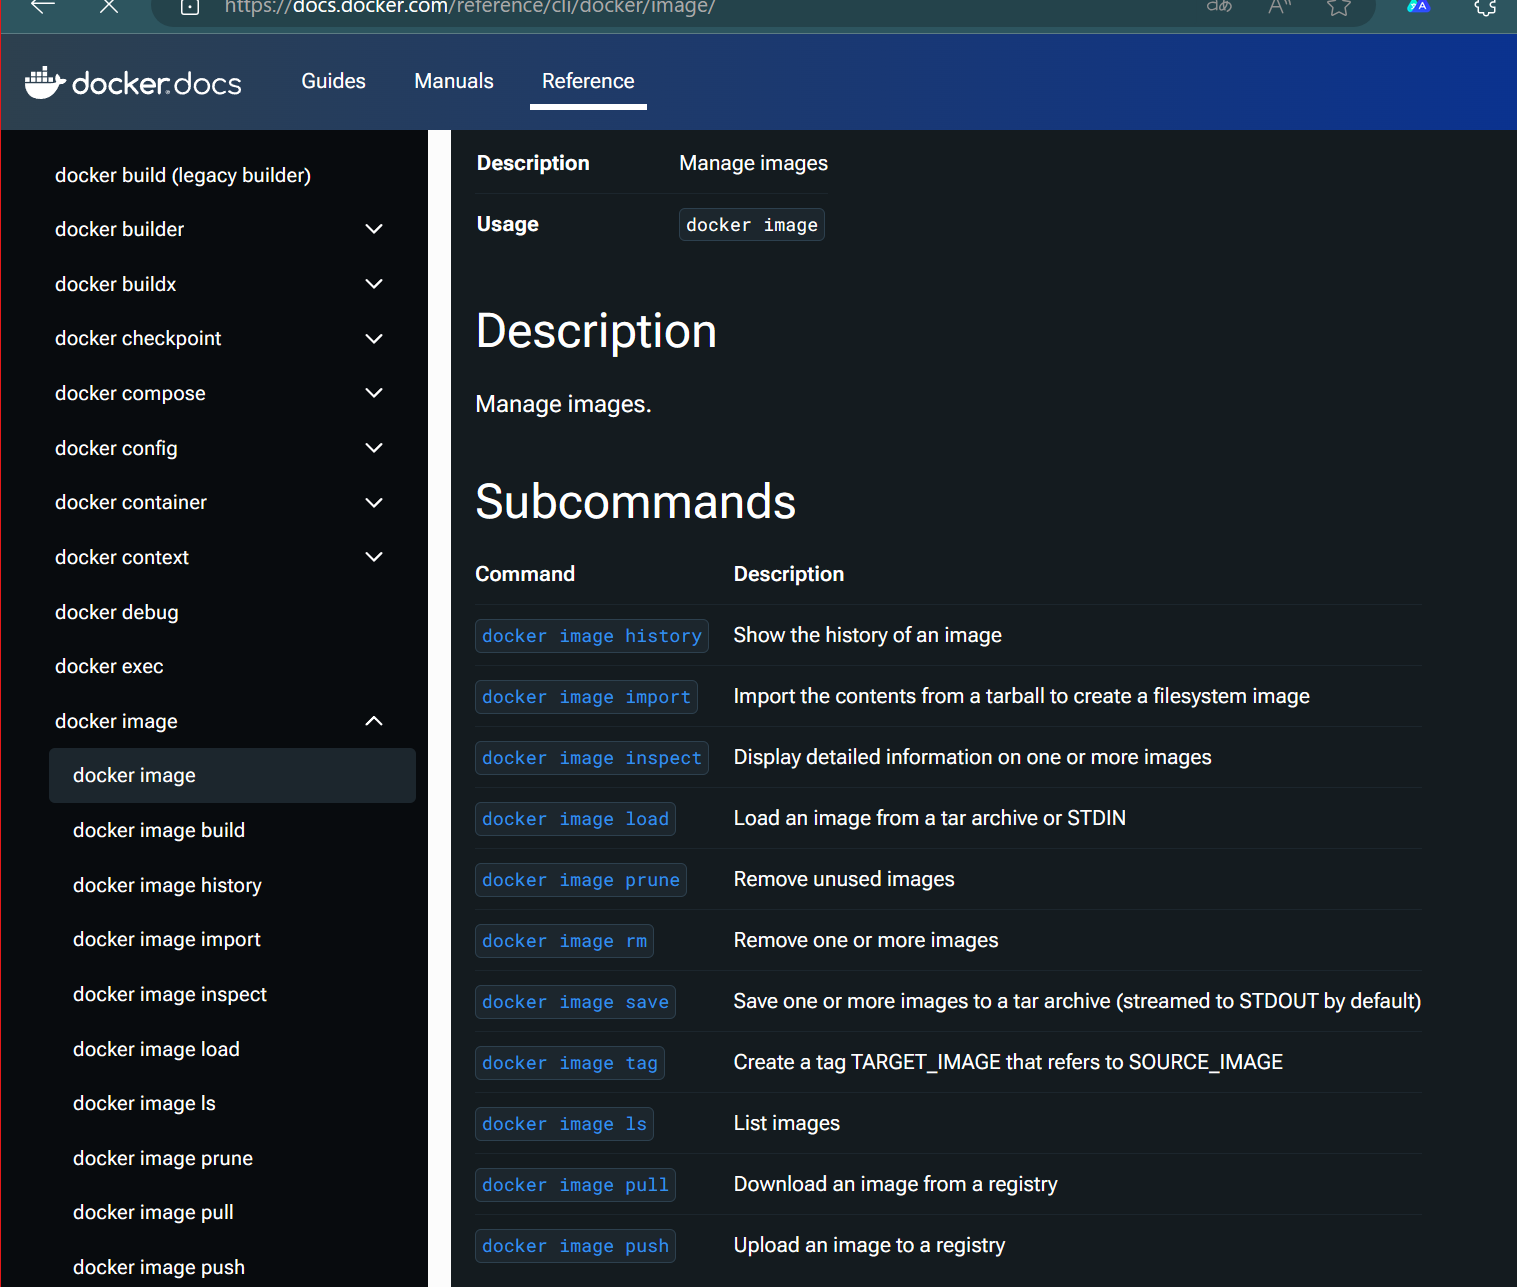 https://docs.docker.com/reference/cli/docker/image/
docker.docs
Guides
Manuals
Reference
docker build (legacy builder)
docker builder
docker buildx
docker checkpoint
docker compose
docker config
docker container
docker context
docker debug
docker exec
docker image
docker image
docker image build
docker image history
docker image import
docker image inspect
docker image load
docker image ls
docker image prune
docker image pull
docker image push
Description Manage images
Usage docker image
Description
Manage images.
Subcommands
Command Description
docker image history Show the history of an image
docker image import Import the contents from a tarball to create a filesystem image
docker image inspect Display detailed information on one or more images
docker image load Load an image from a tar archive or STDIN
docker image prune Remove unused images
docker image rm Remove one or more images
docker image save Save one or more images to a tar archive (streamed to STDOUT by default)
docker image tag Create a tag TARGET_IMAGE that refers to SOURCE_IMAGE
docker image ls List images
docker image pull Download an image from a registry
docker image push Upload an image to a registry